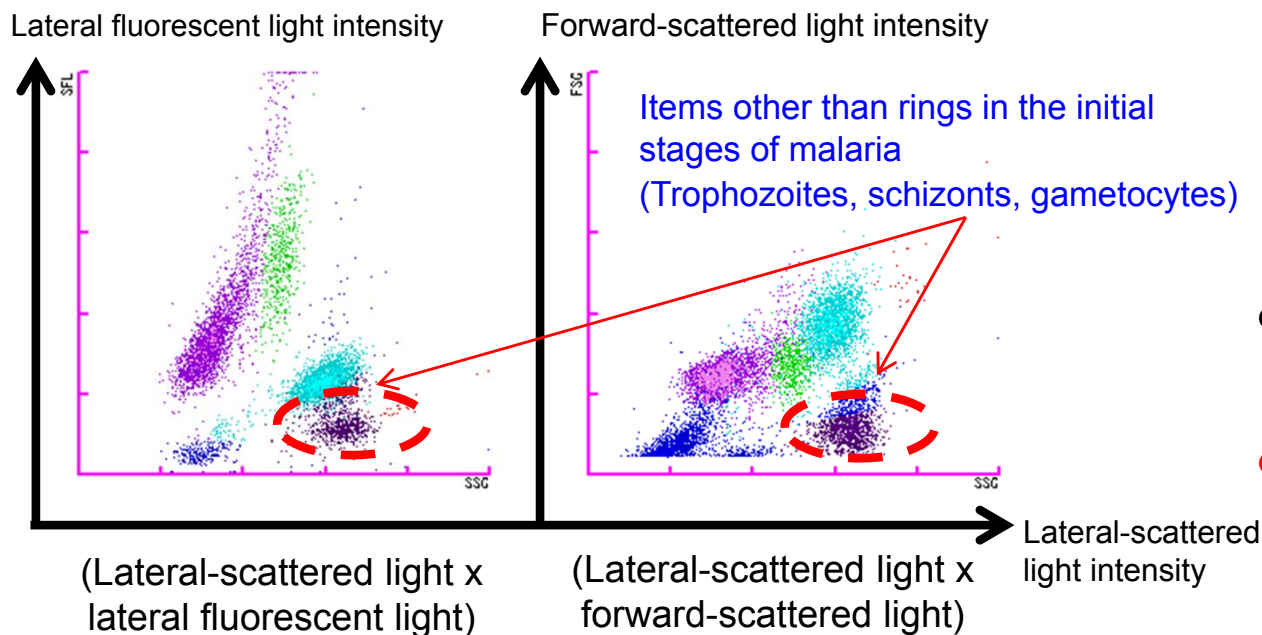 Lateral fluorescent light intensity
Forward-scattered light intensity
SFL
FSC
Items other than rings in the initial
stages of malaria
(Trophozoites, schizonts, gametocytes)
SSC
SSC
Lateral-scattered
light intensity
(Lateral-scattered light x
lateral fluorescent light)
(Lateral-scattered light x
forward-scattered light)